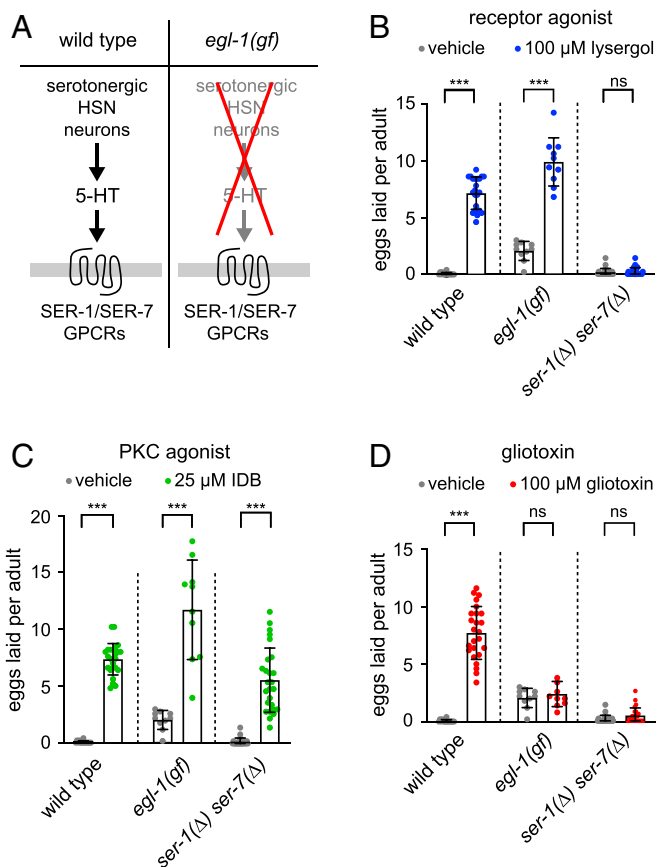 A
wild type
egl-1(gf)
serotonergic
HSN
neurons
5-HT
SER-1/SER-7
GPCRs
serotonergic
HSN
neurons
5-HT
SER-1/SER-7
GPCRs
B
receptor agonist
vehicle
100 µM lysergol
***
***
ns
eggs laid per adult
15
10
5
0
wild type
egl-1(gf)
ser-1(Δ) ser-7(Δ)
C
PKC agonist
vehicle
25 µM IDB
***
***
***
eggs laid per adult
20
15
10
5
0
wild type
egl-1(gf)
ser-1(Δ) ser-7(Δ)
D
gliotoxin
vehicle
100 µM gliotoxin
***
ns
ns
eggs laid per adult
15
10
5
0
wild type
egl-1(gf)
ser-1(Δ) ser-7(Δ)